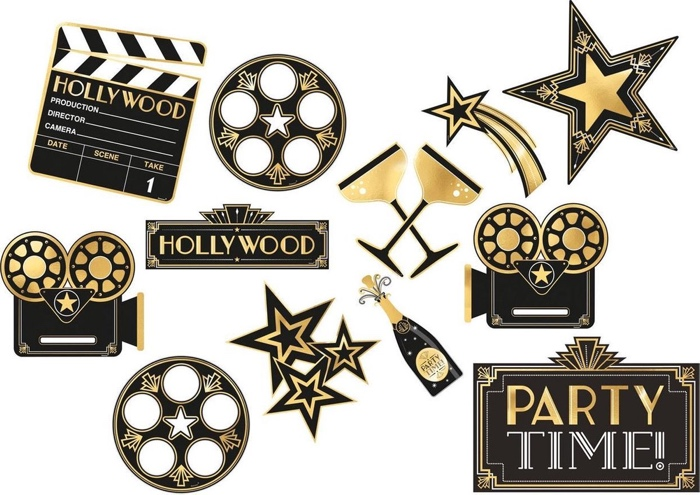 HOLLYWOOD
PRODUCTION
DIRECTOR
CAMERA
DATE SCENE TAKE
1
HOLLYWOOD
PARTY
TIME!
PARTY
TIME!